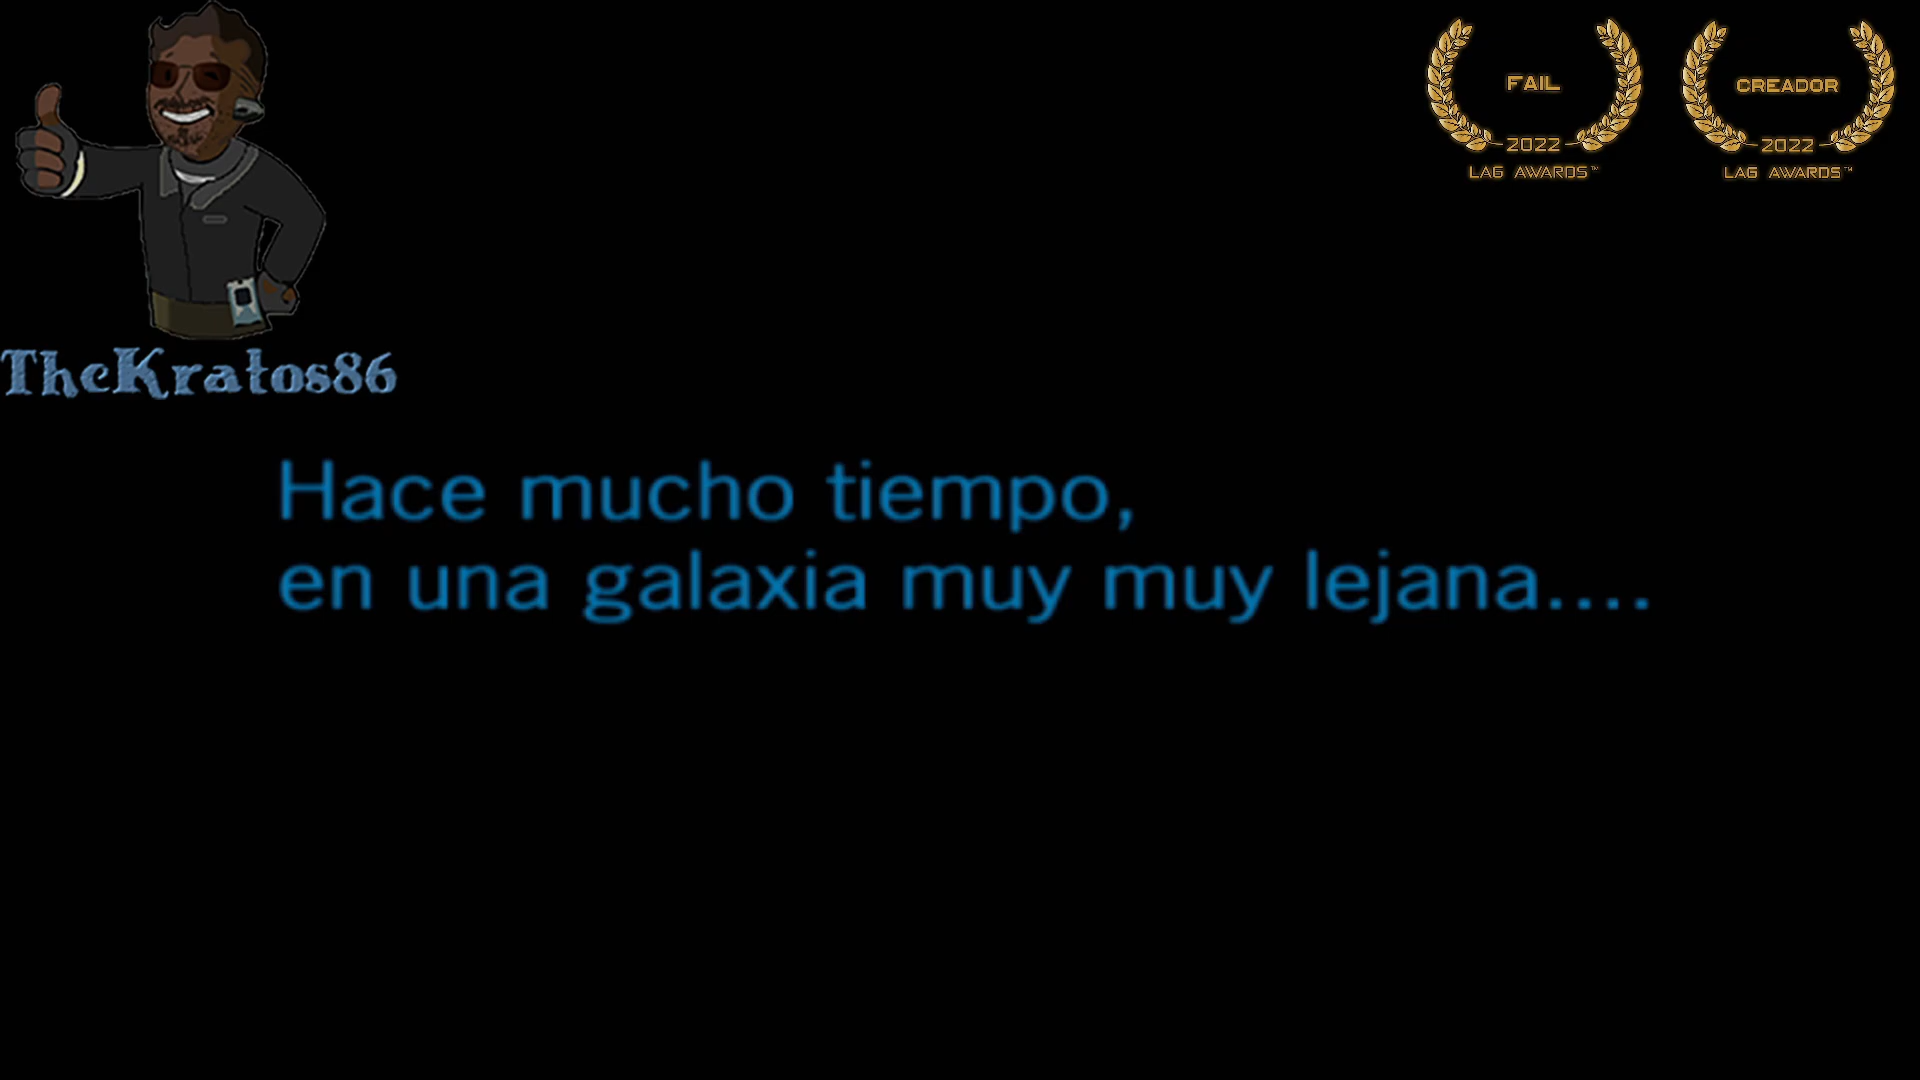 FAIL
2022
LAG AWARDS™
CREADOR
2022
LAG AWARDS™
TheKratos86
Hace mucho tiempo,
en una galaxia muy muy lejana....